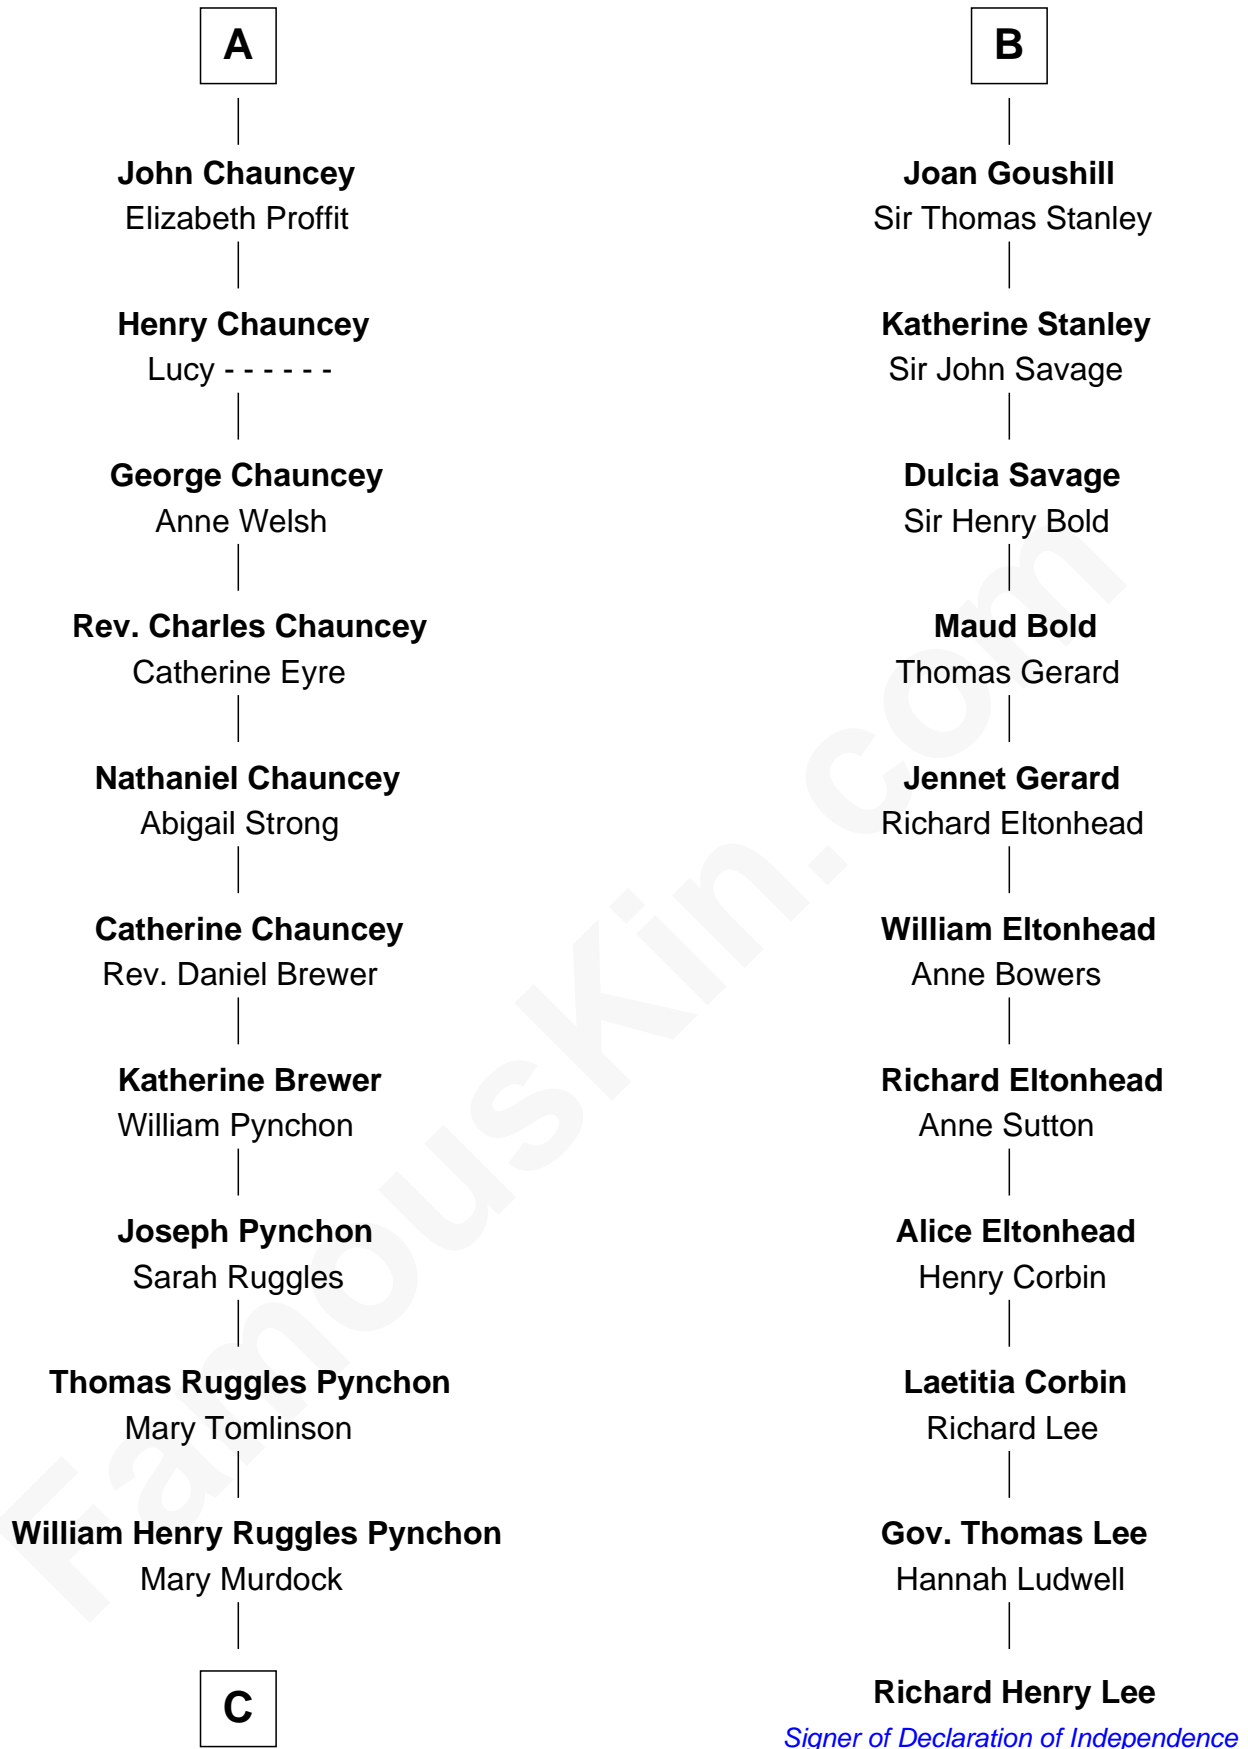 A
John Chauncey
Elizabeth Proffit
Henry Chauncey
Lucy - - - - - -
George Chauncey
Anne Welsh
Rev. Charles Chauncey
Catherine Eyre
Nathaniel Chauncey
Abigail Strong
Catherine Chauncey
Rev. Daniel Brewer
Katherine Brewer
William Pynchon
Joseph Pynchon
Sarah Ruggles
Thomas Ruggles Pynchon
Mary Tomlinson
William Henry Ruggles Pynchon
Mary Murdock
C
B
Joan Goushill
Sir Thomas Stanley
Katherine Stanley
Sir John Savage
Dulcia Savage
Sir Henry Bold
Maud Bold
Thomas Gerard
Jennet Gerard
Richard Eltonhead
William Eltonhead
Anne Bowers
Richard Eltonhead
Anne Sutton
Alice Eltonhead
Henry Corbin
Laetitia Corbin
Richard Lee
Gov. Thomas Lee
Hannah Ludwell
Richard Henry Lee
Signer of Declaration of Independence
FamousKin.com